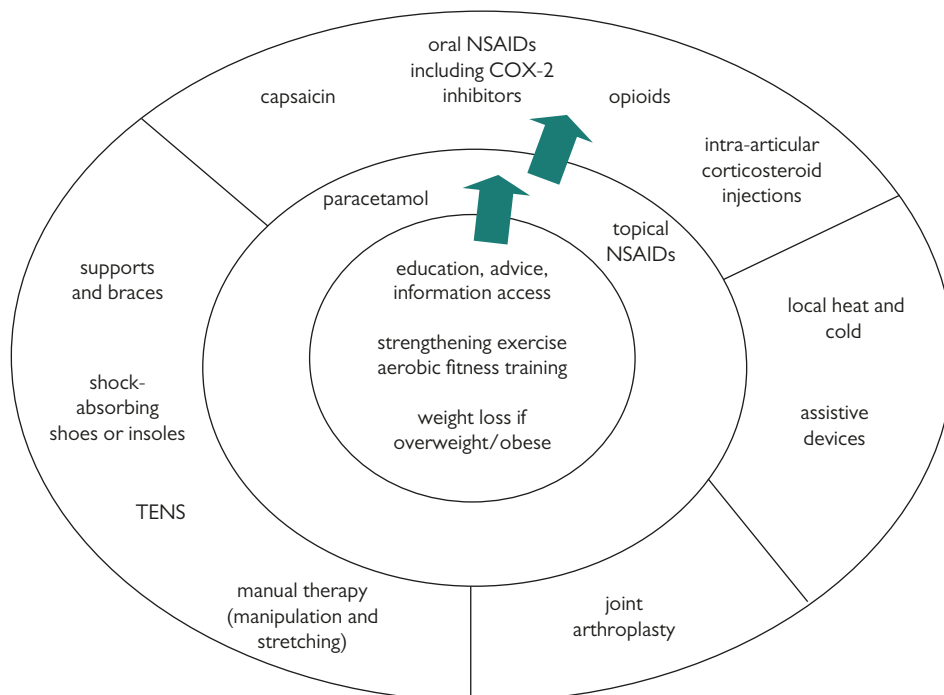 oral NSAIDs
including COX-2
inhibitors
capsaicin
opioids
intra-articular
corticosteroid
injections
paracetamol
topical
NSAIDs
education, advice,
information access
strengthening exercise
aerobic fitness training
weight loss if
overweight/obese
supports
and braces
local heat and
cold
shock-
absorbing
shoes or insoles
assistive
devices
TENS
manual therapy
(manipulation and
stretching)
joint
arthroplasty